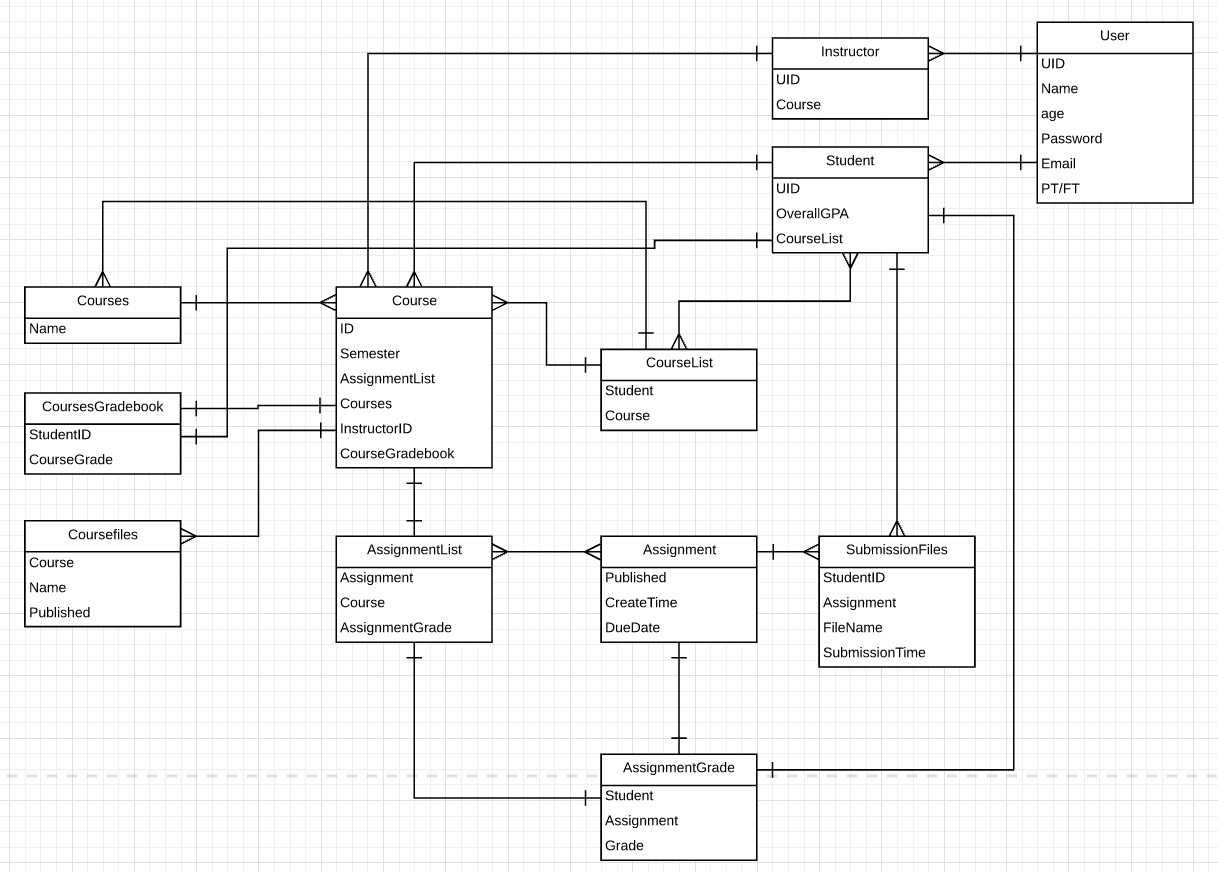 User
UID
Name
age
Password
Email
PT/FT
Instructor
UID
Course
Student
UID
OverallGPA
CourseList
Courses
Name
Course
ID
Semester
AssignmentList
Courses
InstructorID
CourseGradebook
CourseList
Student
Course
CoursesGradebook
StudentID
CourseGrade
Coursefiles
Course
Name
Published
AssignmentList
Assignment
Course
AssignmentGrade
Assignment
Published
CreateTime
DueDate
SubmissionFiles
StudentID
Assignment
FileName
SubmissionTime
AssignmentGrade
Student
Assignment
Grade